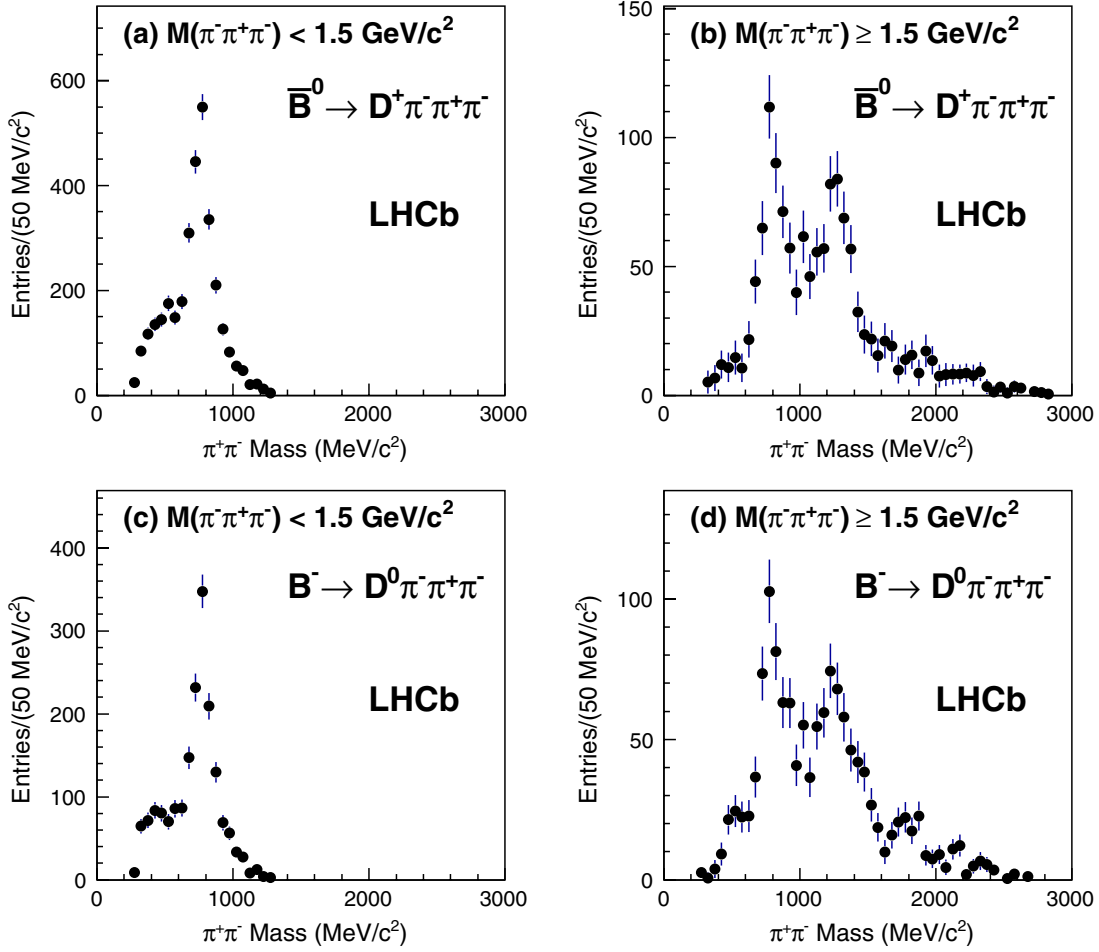 (a) M(π⁻π⁺π⁻) < 1.5 GeV/c²
B̅⁰ → D⁺π⁻π⁺π⁻
LHCb
Entries/(50 MeV/c²)
600
400
200
0
0 1000 2000 3000
π⁺π⁻ Mass (MeV/c²)
(b) M(π⁻π⁺π⁻) ≥ 1.5 GeV/c²
B̅⁰ → D⁺π⁻π⁺π⁻
LHCb
Entries/(50 MeV/c²)
150
100
50
0
0 1000 2000 3000
π⁺π⁻ Mass (MeV/c²)
(c) M(π⁻π⁺π⁻) < 1.5 GeV/c²
B⁻ → D⁰π⁻π⁺π⁻
LHCb
Entries/(50 MeV/c²)
400
300
200
100
0
0 1000 2000 3000
π⁺π⁻ Mass (MeV/c²)
(d) M(π⁻π⁺π⁻) ≥ 1.5 GeV/c²
B⁻ → D⁰π⁻π⁺π⁻
LHCb
Entries/(50 MeV/c²)
100
50
0
0 1000 2000 3000
π⁺π⁻ Mass (MeV/c²)